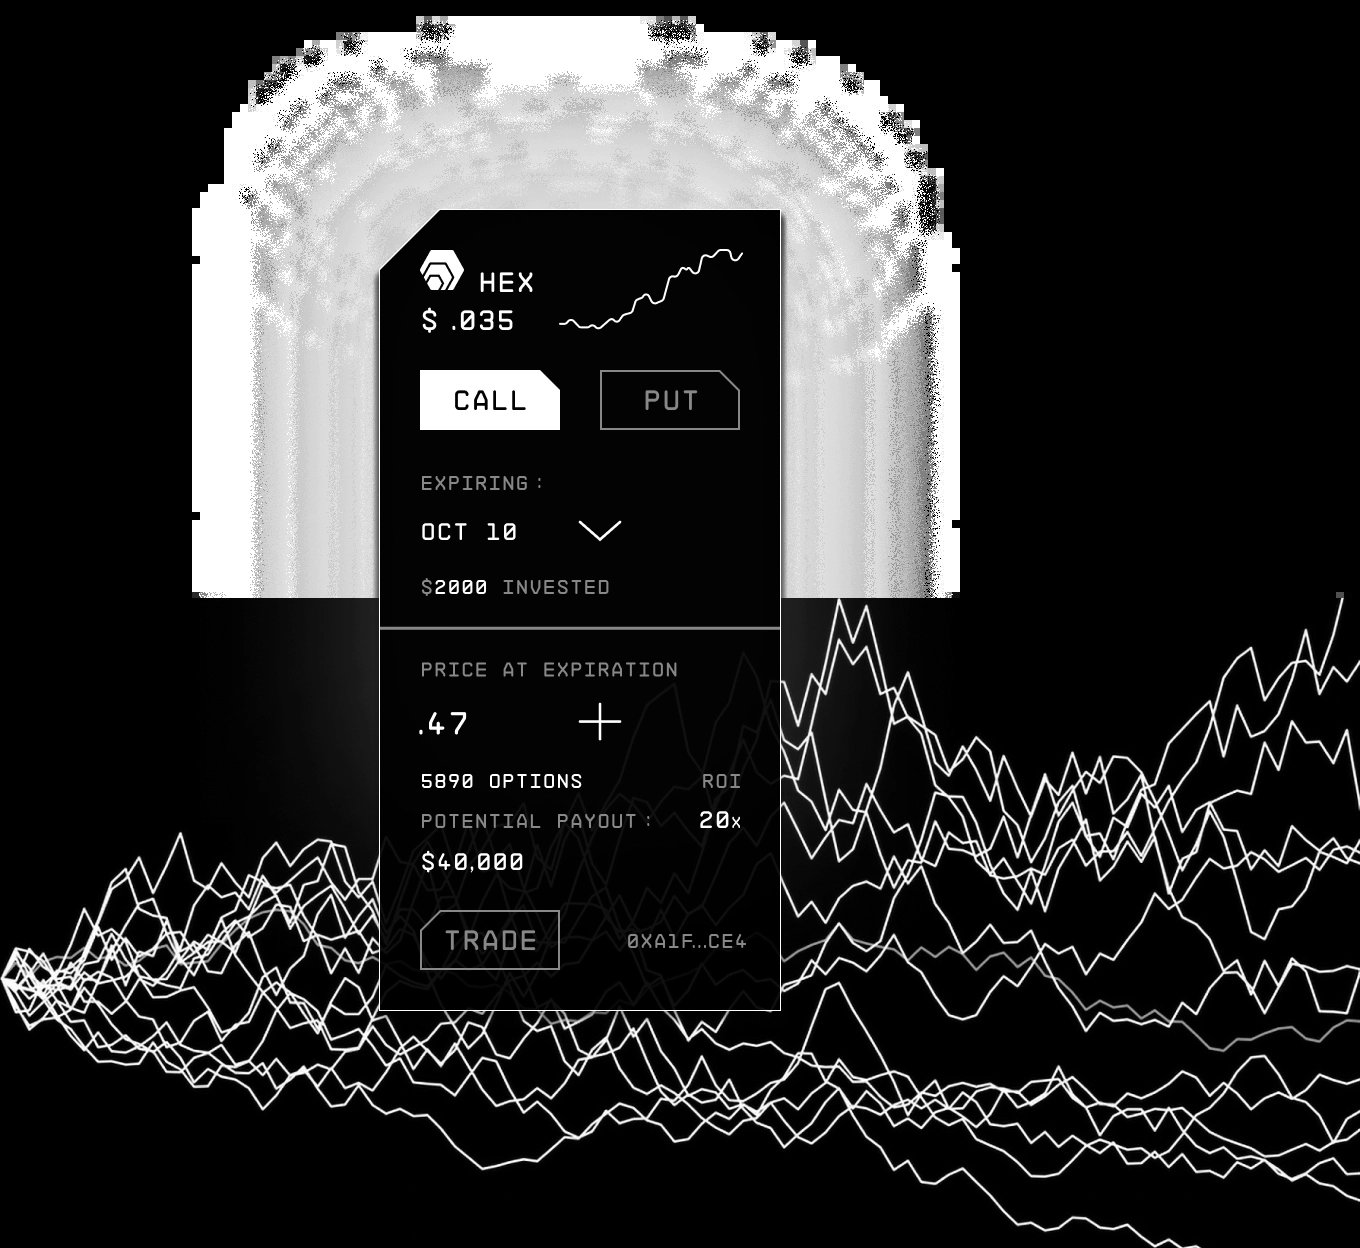 HEX
$ .035
CALL
PUT
EXPIRING:
OCT 10
$2000 INVESTED
PRICE AT EXPIRATION
.47
5890 OPTIONS
ROI
POTENTIAL PAYOUT:
20x
$40,000
TRADE
0XA1F...CE4